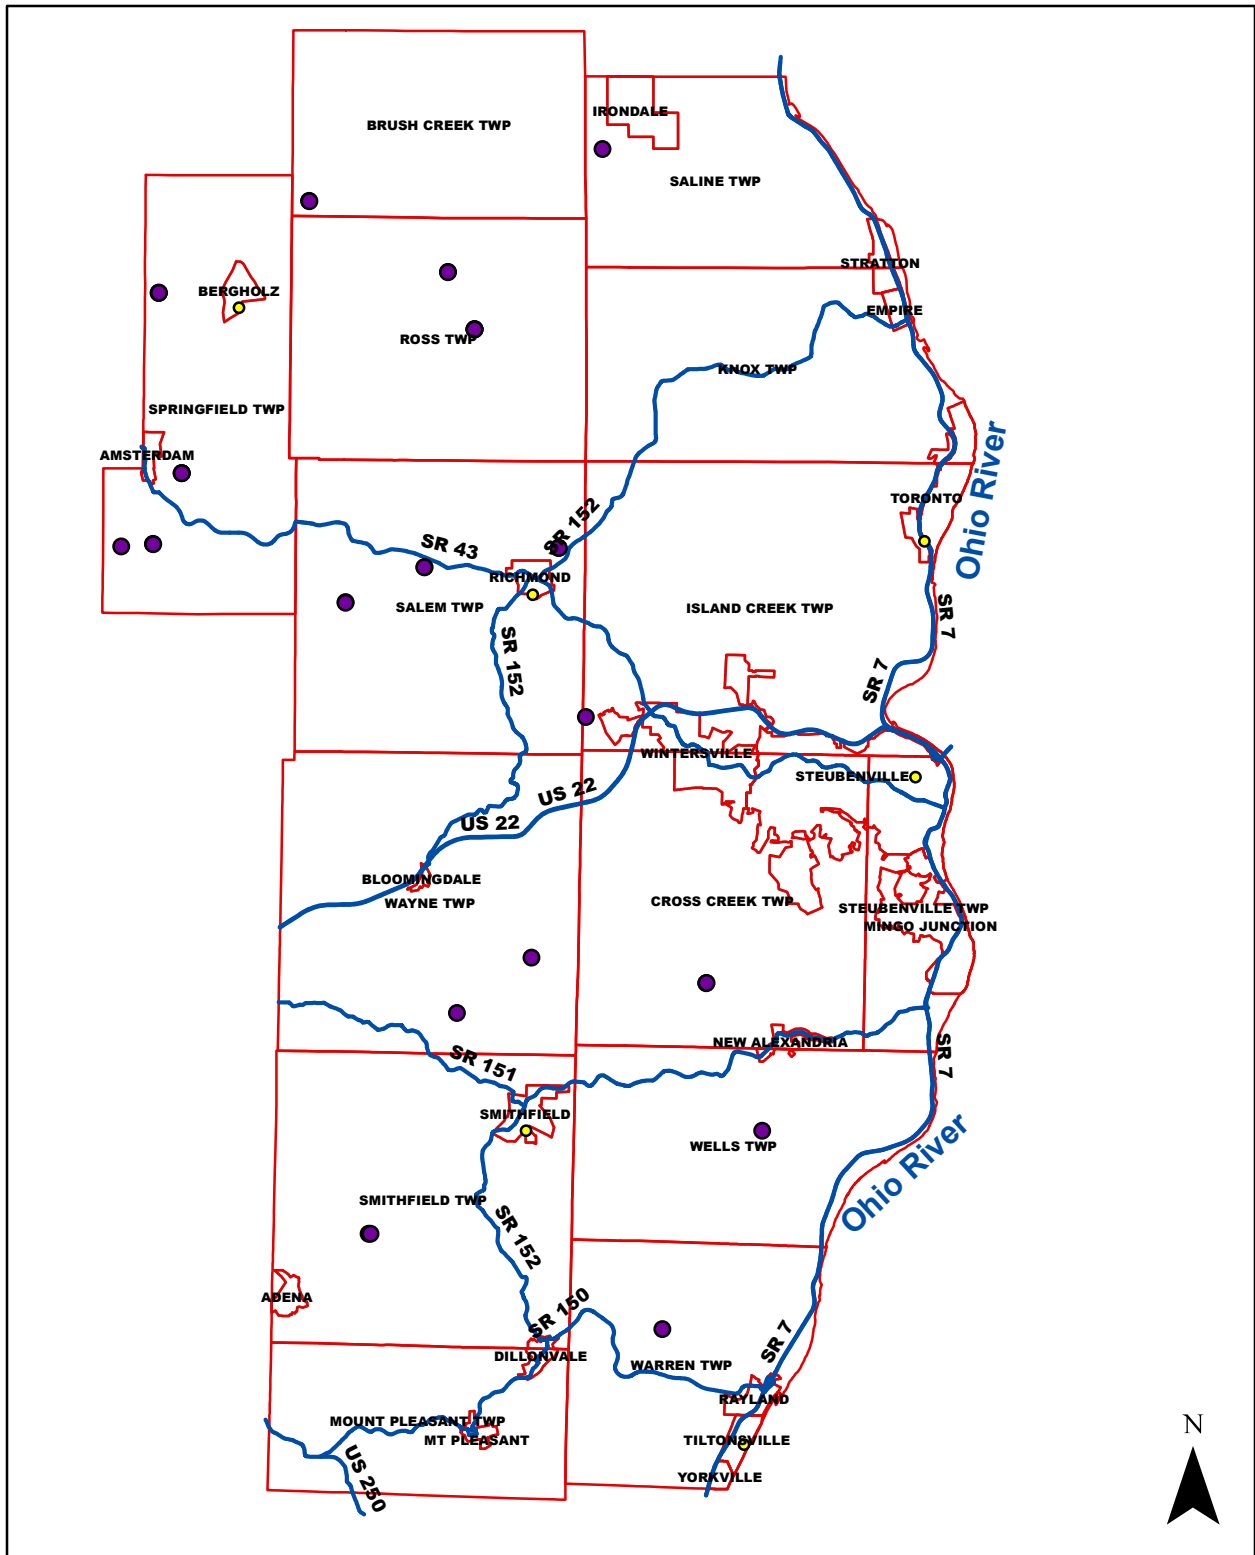 IRONDALE
BRUSH CREEK TWP
SALINE TWP
STRATTON
BERGHOLZ
EMPIRE
ROSS TWP
KNOX TWP
SPRINGFIELD TWP
AMSTERDAM
Ohio River
TORONTO
SR 152
SR 43
RICHMOND
SALEM TWP
ISLAND CREEK TWP
SR 7
SR 152
SR 7
WINTERSVILLE
STEUBENVILLE
US 22
US 22
BLOOMINGDALE
WAYNE TWP
CROSS CREEK TWP
STEUBENVILLE TWP
MINGO JUNCTION
NEW ALEXANDRIA
SR 7
SR 151
SMITHFIELD
WELLS TWP
Ohio River
SMITHFIELD TWP
SR 152
ADENA
SR 150
SR 7
DILLONVALE
WARREN TWP
RAYLAND
MOUNT PLEASANT TWP
MT PLEASANT
TILTONSVILLE
YORKVILLE
US 250
N